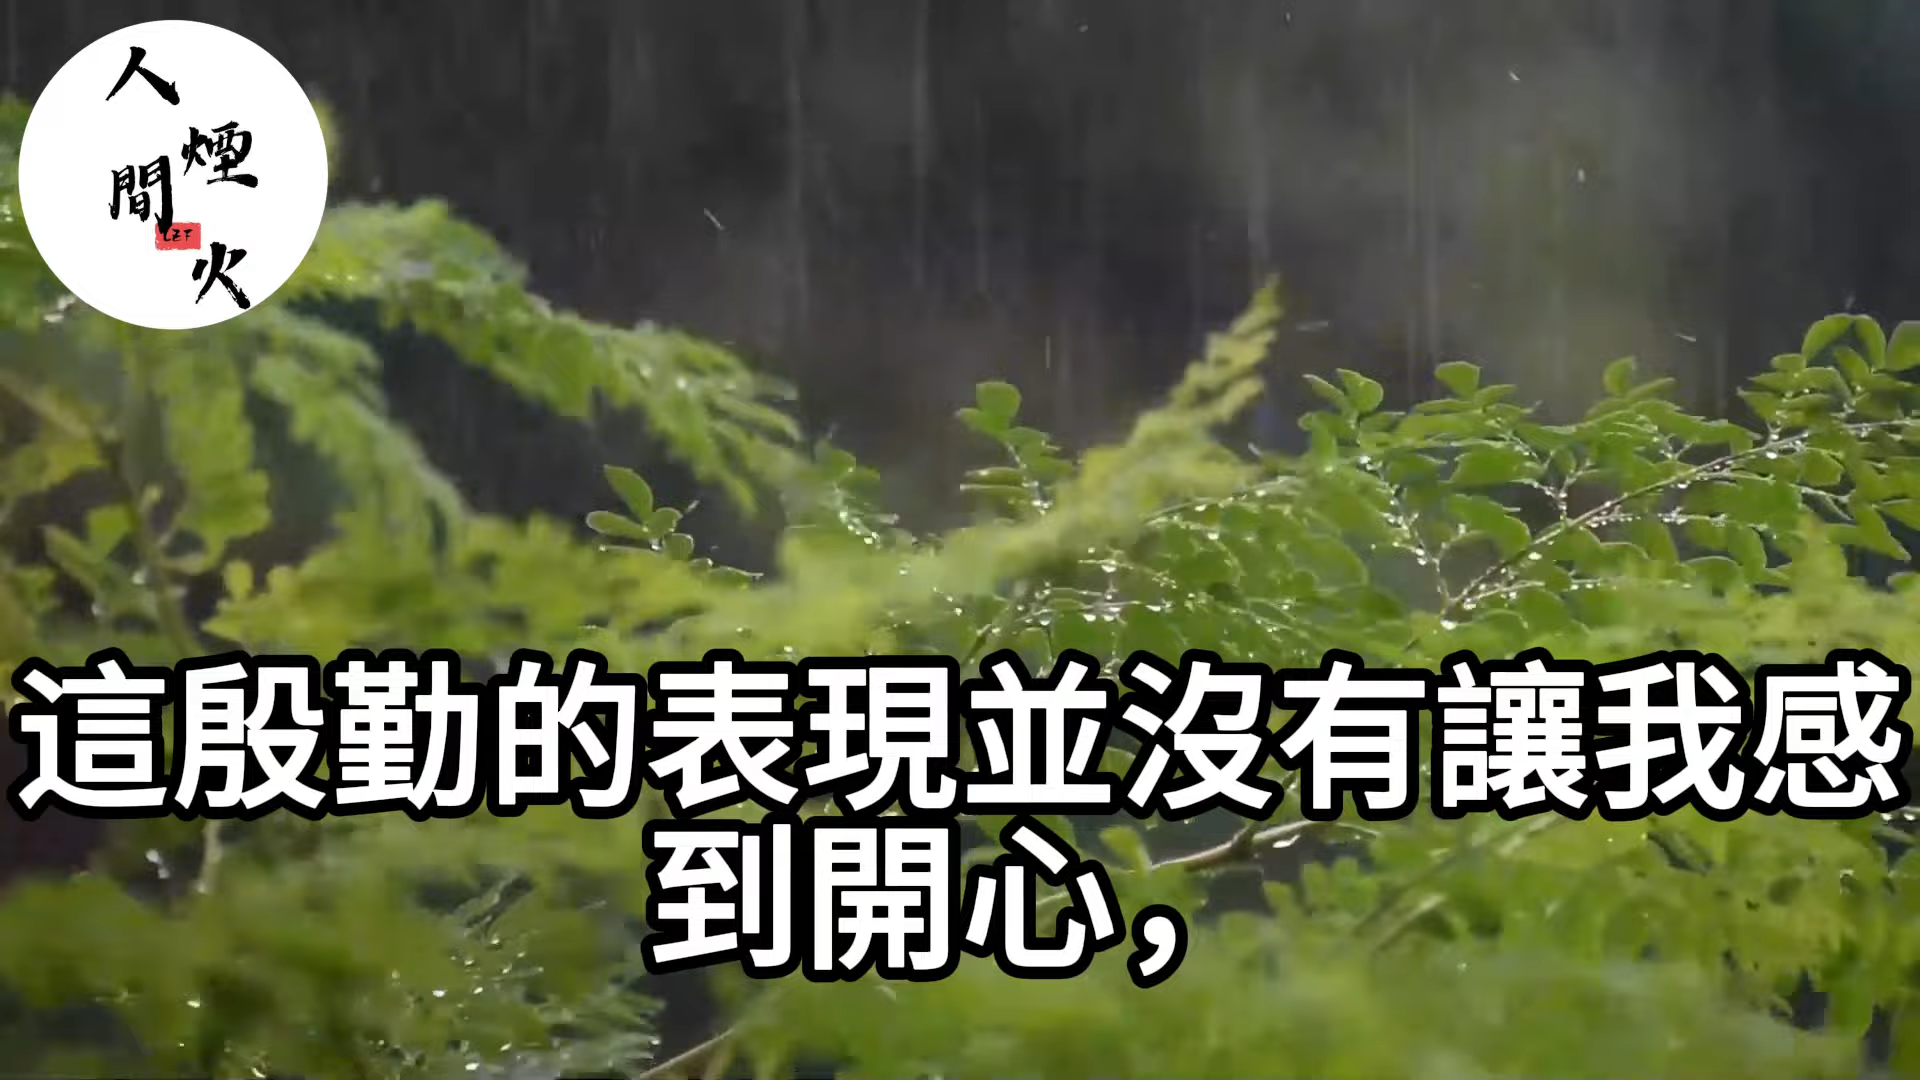 人間煙火
這殷勤的表現並沒有讓我感
到開心，